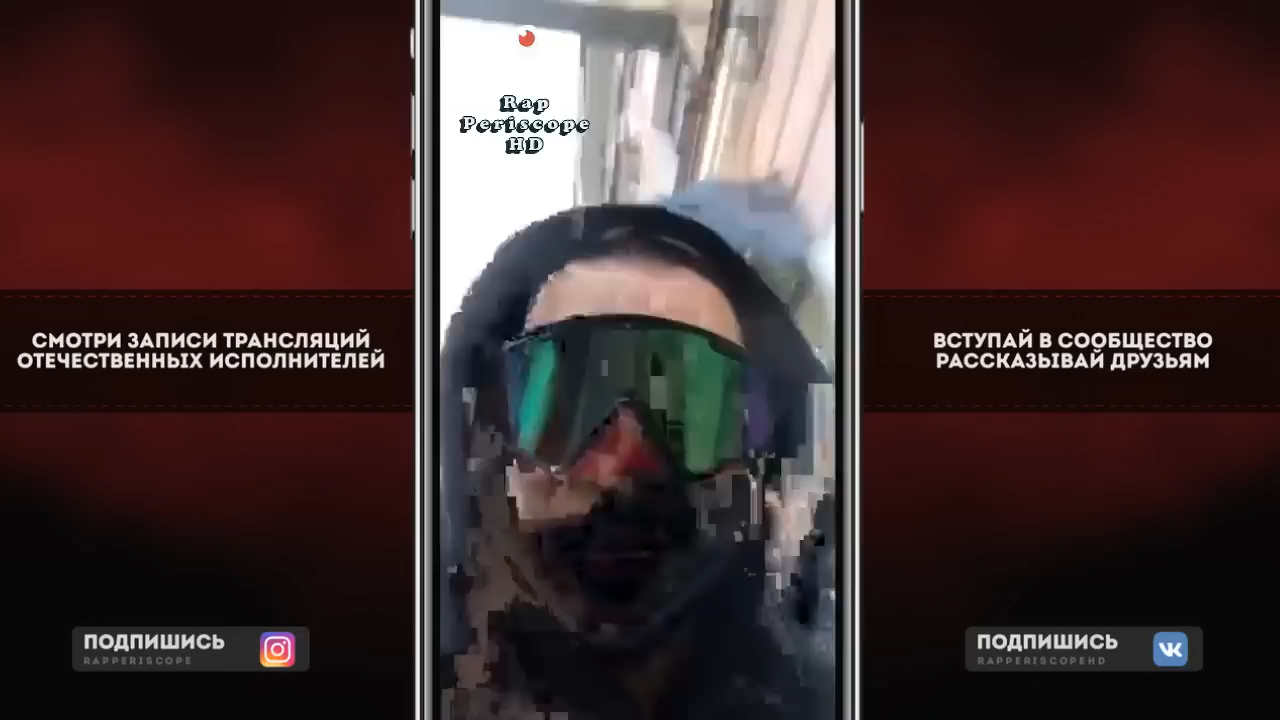 Rap
Periscope
HD
СМОТРИ ЗАПИСИ ТРАНСЛЯЦИЙ
ОТЕЧЕСТВЕННЫХ ИСПОЛНИТЕЛЕЙ
ВСТУПАЙ В СООБЩЕСТВО
РАССКАЗЫВАЙ ДРУЗЬЯМ
ПОДПИШИСЬ
RAPPERISCOPE
ПОДПИШИСЬ
RAPPERISCOPEHD